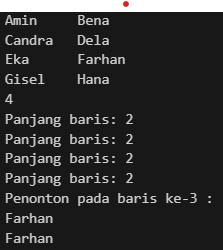 Amin    Bena
Candra  Dela
Eka     Farhan
Gisel   Hana
4
Panjang baris: 2
Panjang baris: 2
Panjang baris: 2
Panjang baris: 2
Penonton pada baris ke-3 :
Farhan
Farhan